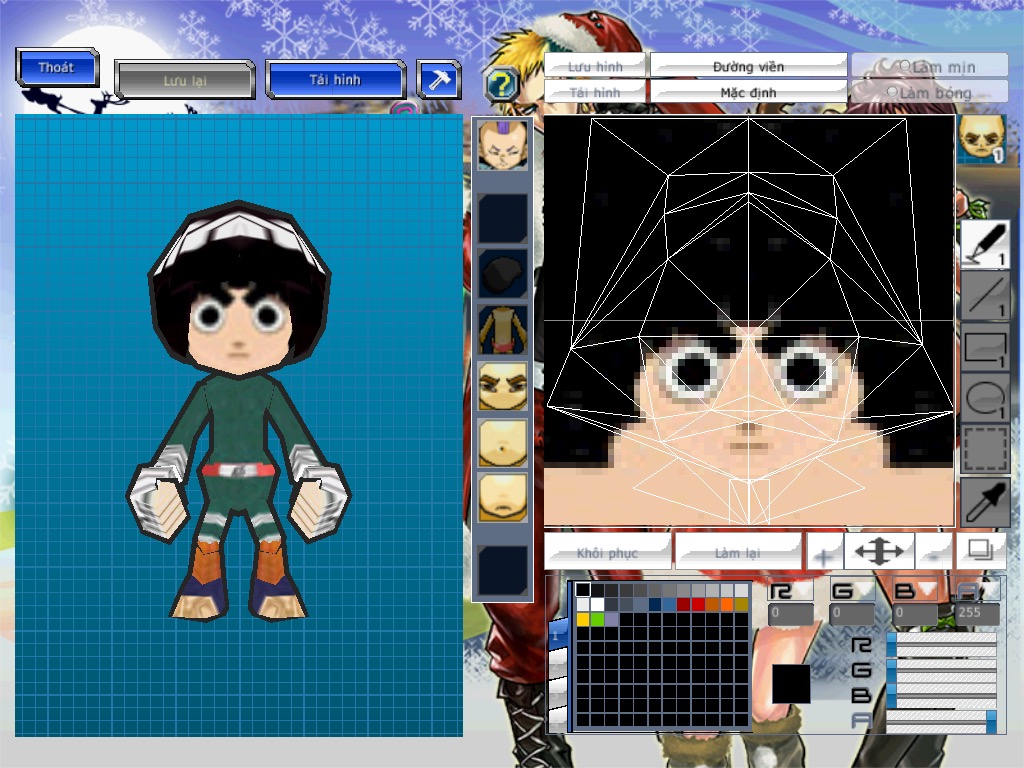 Thoát
Lưu lại
Tải hình
?
Lưu hình
Đường viền
Làm mịn
Tải hình
Mặc định
Làm bóng
1
1
1
1
1
Khôi phục
Làm lại
+
-
R G B A
0 0 0 255
1
R
G
B
A